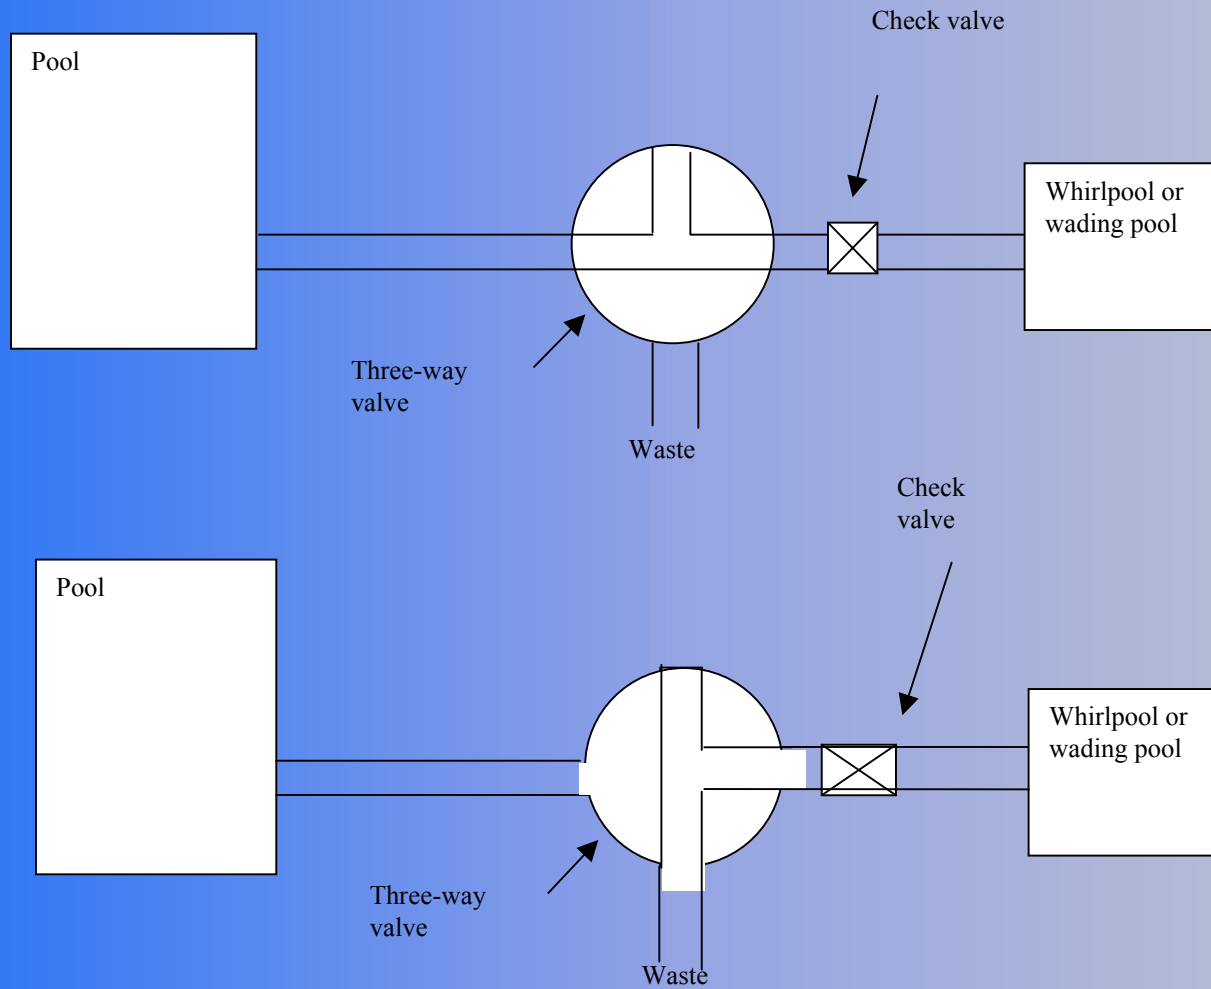 Check valve
Pool
Whirlpool or
wading pool
Three-way
valve
Waste
Check
valve
Pool
Whirlpool or
wading pool
Three-way
valve
Waste